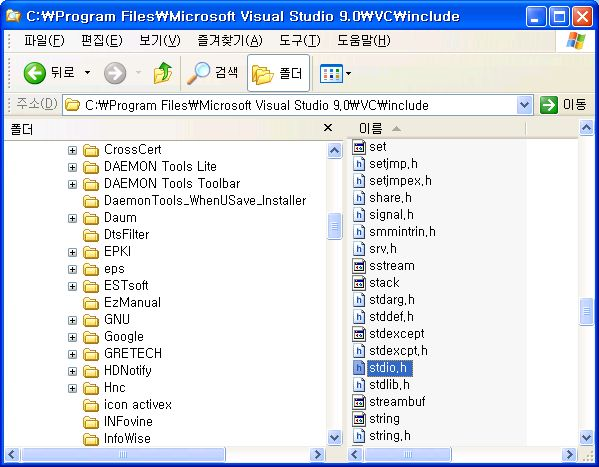 C:₩Program Files₩Microsoft Visual Studio 9.0₩VC₩include
파일(F) 편집(E) 보기(V) 즐겨찾기(A) 도구(T) 도움말(H)
뒤로 검색 폴더
주소(D) C:₩Program Files₩Microsoft Visual Studio 9.0₩VC₩include 이동
폴더
CrossCert
DAEMON Tools Lite
DAEMON Tools Toolbar
DaemonTools_WhenUSave_Installer
Daum
DtsFilter
EPKI
eps
ESTsoft
EzManual
GNU
Google
GRETECH
HDNotify
Hnc
icon activex
INFovine
InfoWise
이름
set
setjmp.h
setjmpex.h
share.h
signal.h
smmintrin.h
srv.h
sstream
stack
stdarg.h
stddef.h
stdexcept
stdexcpt.h
stdio.h
stdlib.h
streambuf
string
string.h